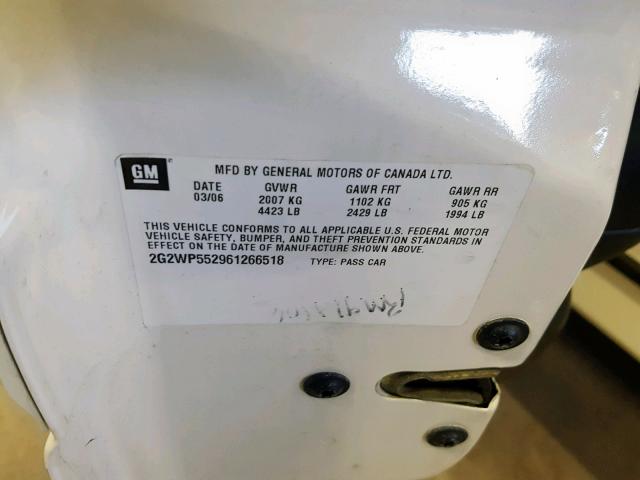 GM MFD BY GENERAL MOTORS OF CANADA LTD.
DATE GVWR GAWR FRT GAWR RR
03/06 2007 KG 1102 KG 905 KG
4423 LB 2429 LB 1994 LB
THIS VEHICLE CONFORMS TO ALL APPLICABLE U.S. FEDERAL MOTOR
VEHICLE SAFETY, BUMPER, AND THEFT PREVENTION STANDARDS IN
EFFECT ON THE DATE OF MANUFACTURE SHOWN ABOVE.
2G2WP552961266518 TYPE: PASS CAR